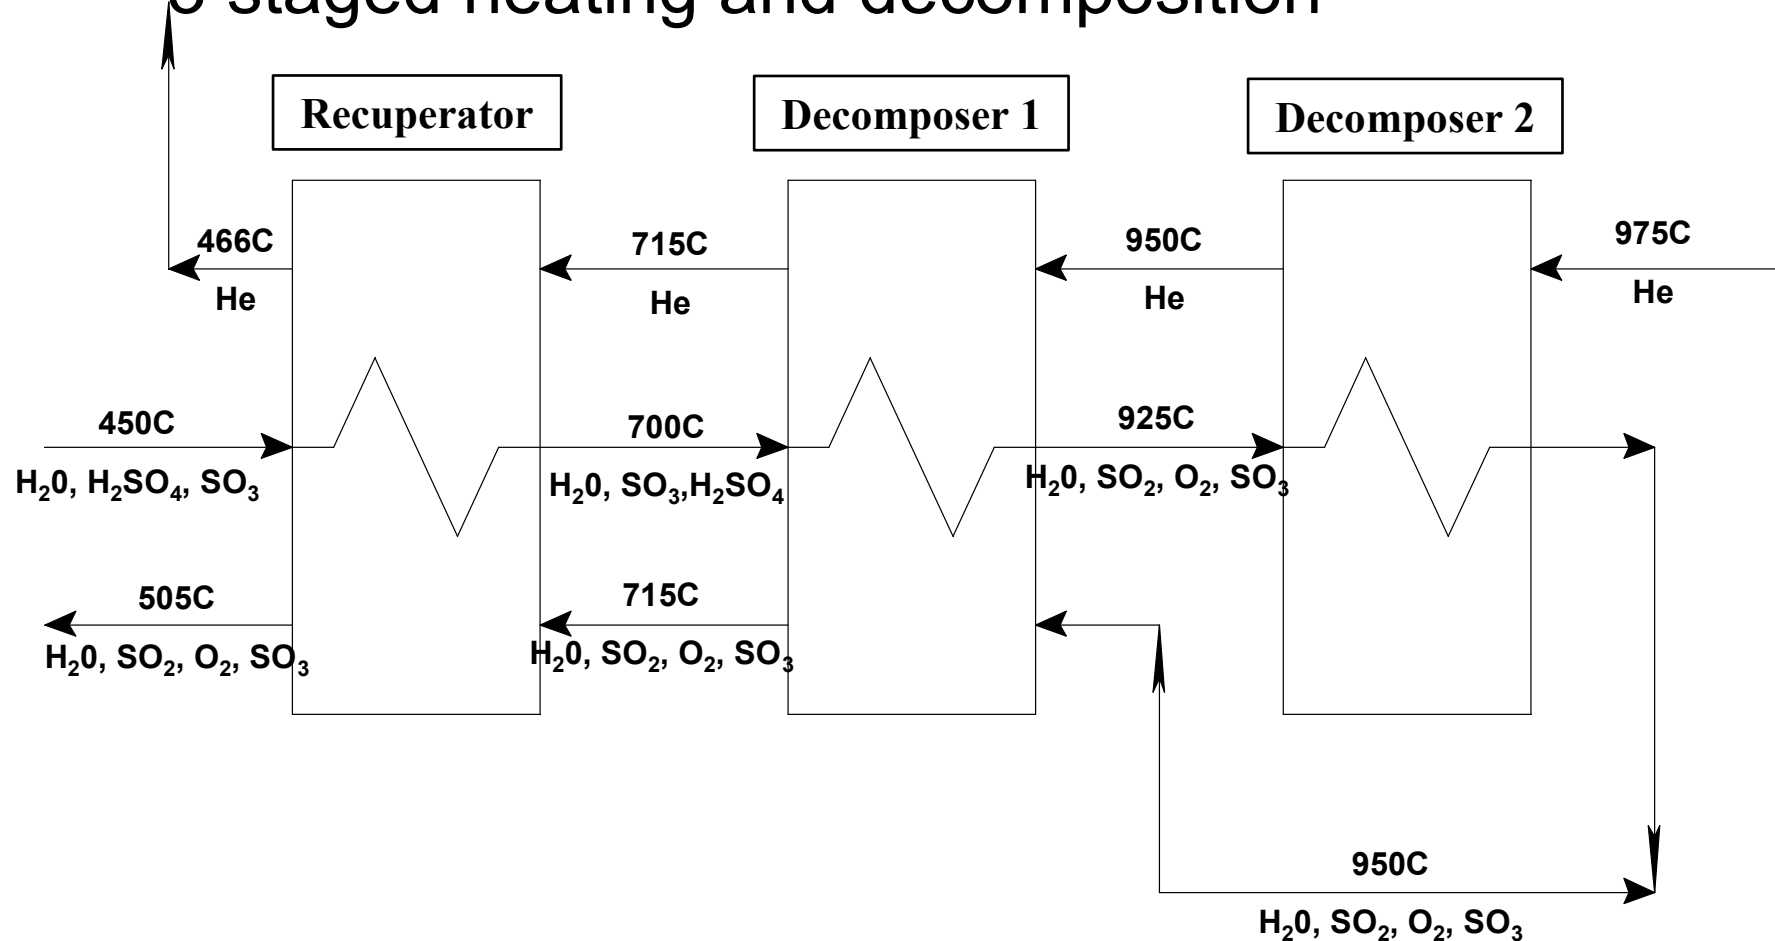 staged heating and decomposition
Recuperator
Decomposer 1
Decomposer 2
466C
He
715C
He
950C
He
975C
He
450C
H₂0, H₂SO₄, SO₃
700C
H₂0, SO₃,H₂SO₄
925C
H₂0, SO₂, O₂, SO₃
505C
H₂0, SO₂, O₂, SO₃
715C
H₂0, SO₂, O₂, SO₃
950C
H₂0, SO₂, O₂, SO₃